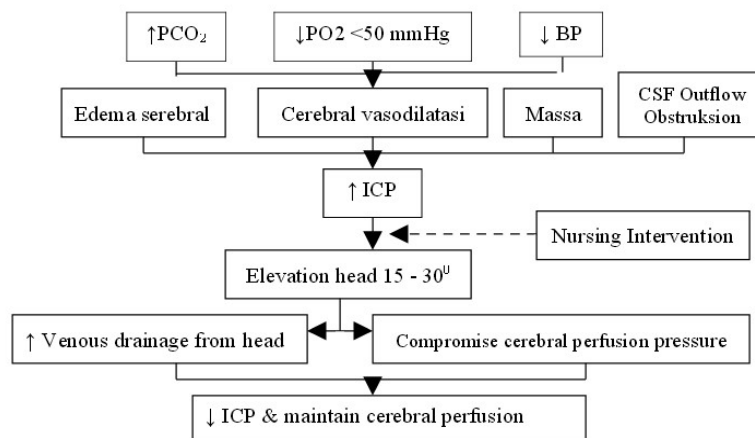 ↑PCO₂
↓PO2 <50 mmHg
↓ BP
Edema serebral
Cerebral vasodilatasi
Massa
CSF Outflow
Obstruksion
↑ ICP
Nursing Intervention
Elevation head 15 - 30ᵁ
↑ Venous drainage from head
Compromise cerebral perfusion pressure
↓ ICP & maintain cerebral perfusion